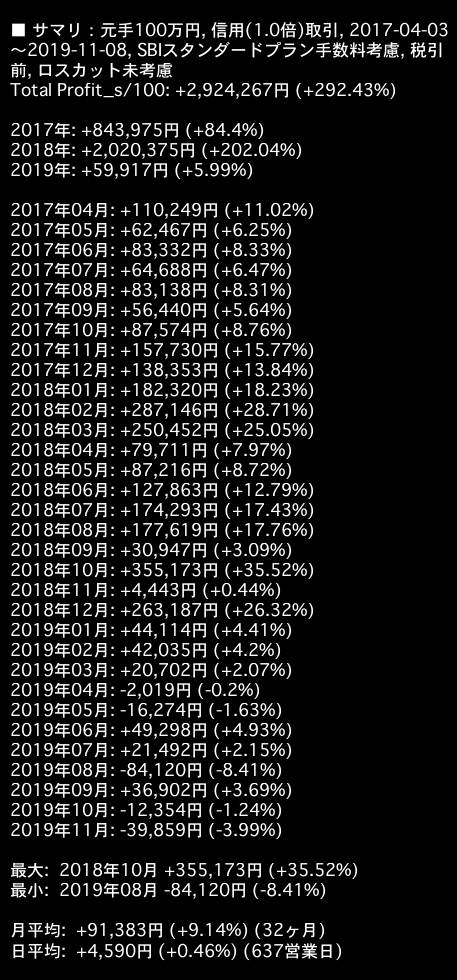 ■ サマリ : 元手100万円, 信用(1.0倍)取引, 2017-04-03
〜2019-11-08, SBIスタンダードプラン手数料考慮, 税引
前, ロスカット未考慮
Total Profit_s/100: +2,924,267円 (+292.43%)
2017年: +843,975円 (+84.4%)
2018年: +2,020,375円 (+202.04%)
2019年: +59,917円 (+5.99%)
2017年04月: +110,249円 (+11.02%)
2017年05月: +62,467円 (+6.25%)
2017年06月: +83,332円 (+8.33%)
2017年07月: +64,688円 (+6.47%)
2017年08月: +83,138円 (+8.31%)
2017年09月: +56,440円 (+5.64%)
2017年10月: +87,574円 (+8.76%)
2017年11月: +157,730円 (+15.77%)
2017年12月: +138,353円 (+13.84%)
2018年01月: +182,320円 (+18.23%)
2018年02月: +287,146円 (+28.71%)
2018年03月: +250,452円 (+25.05%)
2018年04月: +79,711円 (+7.97%)
2018年05月: +87,216円 (+8.72%)
2018年06月: +127,863円 (+12.79%)
2018年07月: +174,293円 (+17.43%)
2018年08月: +177,619円 (+17.76%)
2018年09月: +30,947円 (+3.09%)
2018年10月: +355,173円 (+35.52%)
2018年11月: +4,443円 (+0.44%)
2018年12月: +263,187円 (+26.32%)
2019年01月: +44,114円 (+4.41%)
2019年02月: +42,035円 (+4.2%)
2019年03月: +20,702円 (+2.07%)
2019年04月: -2,019円 (-0.2%)
2019年05月: -16,274円 (-1.63%)
2019年06月: +49,298円 (+4.93%)
2019年07月: +21,492円 (+2.15%)
2019年08月: -84,120円 (-8.41%)
2019年09月: +36,902円 (+3.69%)
2019年10月: -12,354円 (-1.24%)
2019年11月: -39,859円 (-3.99%)
最大: 2018年10月 +355,173円 (+35.52%)
最小: 2019年08月 -84,120円 (-8.41%)
月平均: +91,383円 (+9.14%) (32ヶ月)
日平均: +4,590円 (+0.46%) (637営業日)